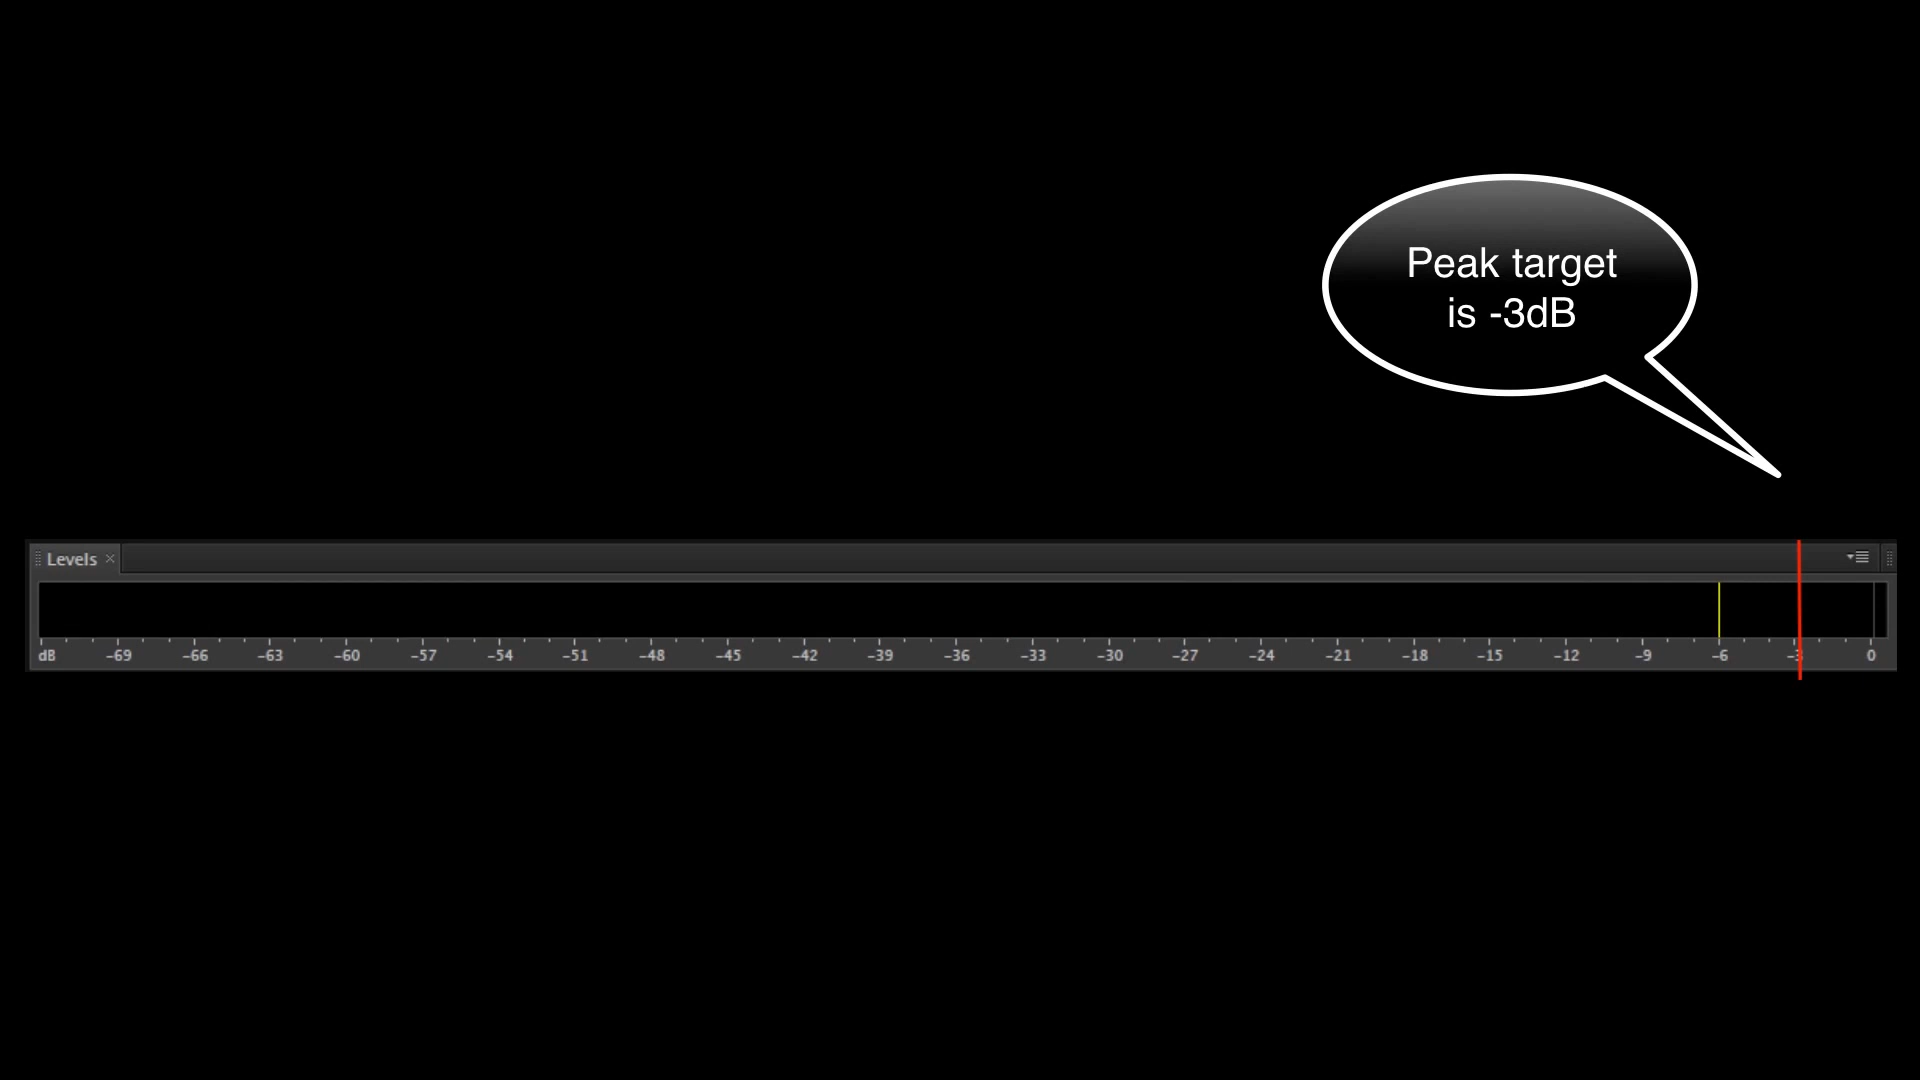 Peak target
is -3dB
Levels ×
dB -69 -66 -63 -60 -57 -54 -51 -48 -45 -42 -39 -36 -33 -30 -27 -24 -21 -18 -15 -12 -9 -6 -3 0